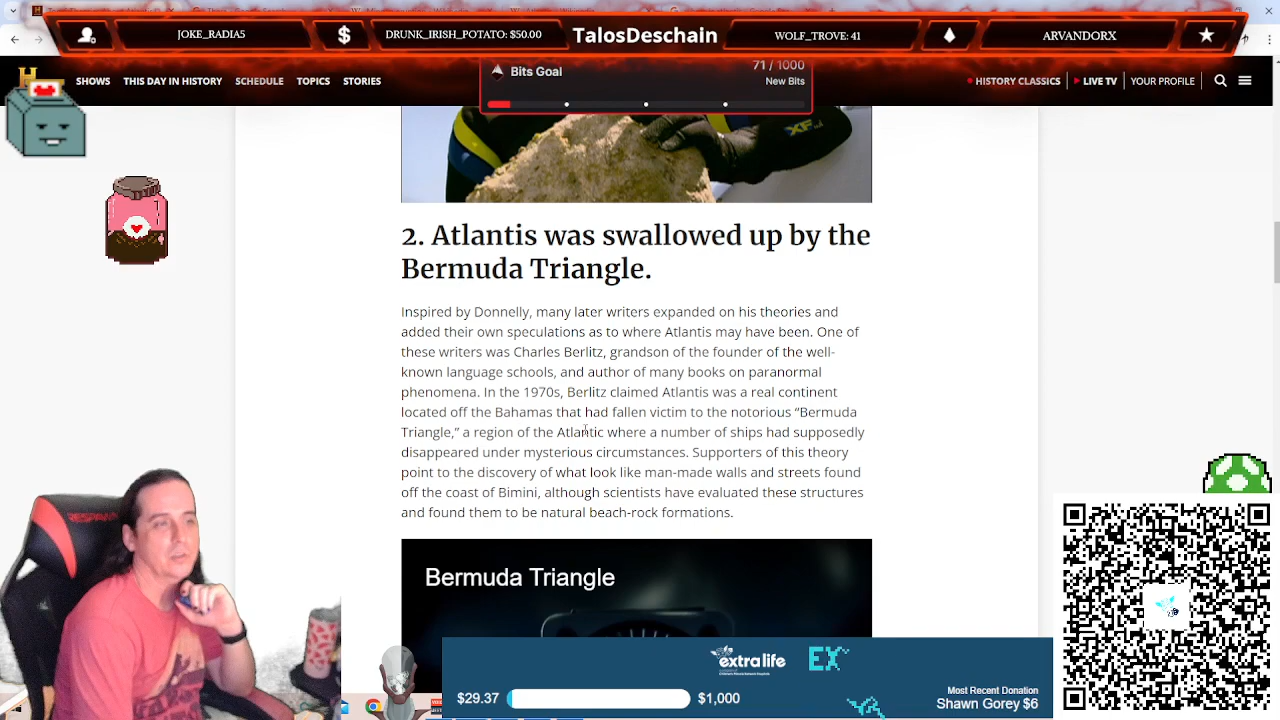 JOKE_RADIA5
$
DRUNK_IRISH_POTATO: $50.00
TalosDeschain
WOLF_TROVE: 41
ARVANDORX
H
SHOWS
THIS DAY IN HISTORY
SCHEDULE
TOPICS
STORIES
Bits Goal
71 / 1000
New Bits
HISTORY CLASSICS
LIVE TV
YOUR PROFILE
XF
2. Atlantis was swallowed up by the
Bermuda Triangle.
Inspired by Donnelly, many later writers expanded on his theories and
added their own speculations as to where Atlantis may have been. One of
these writers was Charles Berlitz, grandson of the founder of the well-
known language schools, and author of many books on paranormal
phenomena. In the 1970s, Berlitz claimed Atlantis was a real continent
located off the Bahamas that had fallen victim to the notorious “Bermuda
Triangle,” a region of the Atlantic where a number of ships had supposedly
disappeared under mysterious circumstances. Supporters of this theory
point to the discovery of what look like man-made walls and streets found
off the coast of Bimini, although scientists have evaluated these structures
and found them to be natural beach-rock formations.
Bermuda Triangle
extralife
EX
$29.37
$1,000
Most Recent Donation
Shawn Gorey $6